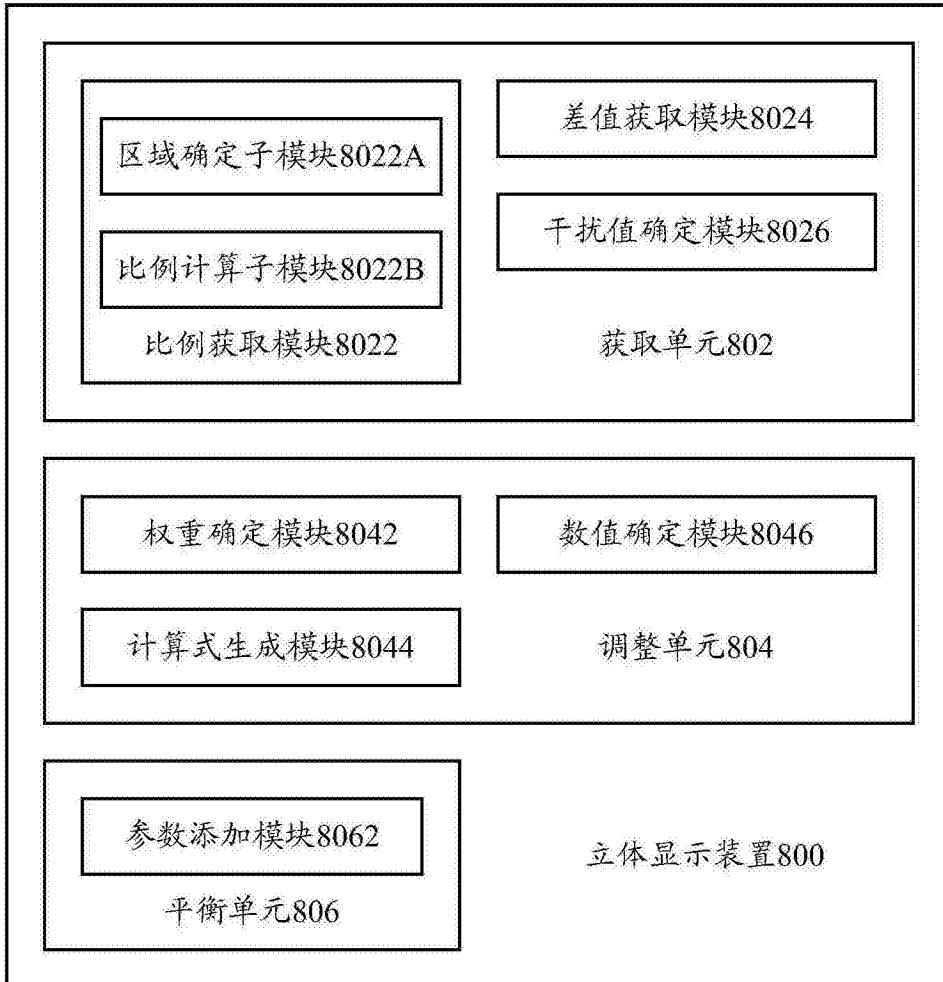 区域确定子模块8022A
比例计算子模块8022B
比例获取模块8022
差值获取模块8024
干扰值确定模块8026
获取单元802
权重确定模块8042
计算式生成模块8044
数值确定模块8046
调整单元804
参数添加模块8062
平衡单元806
立体显示装置800